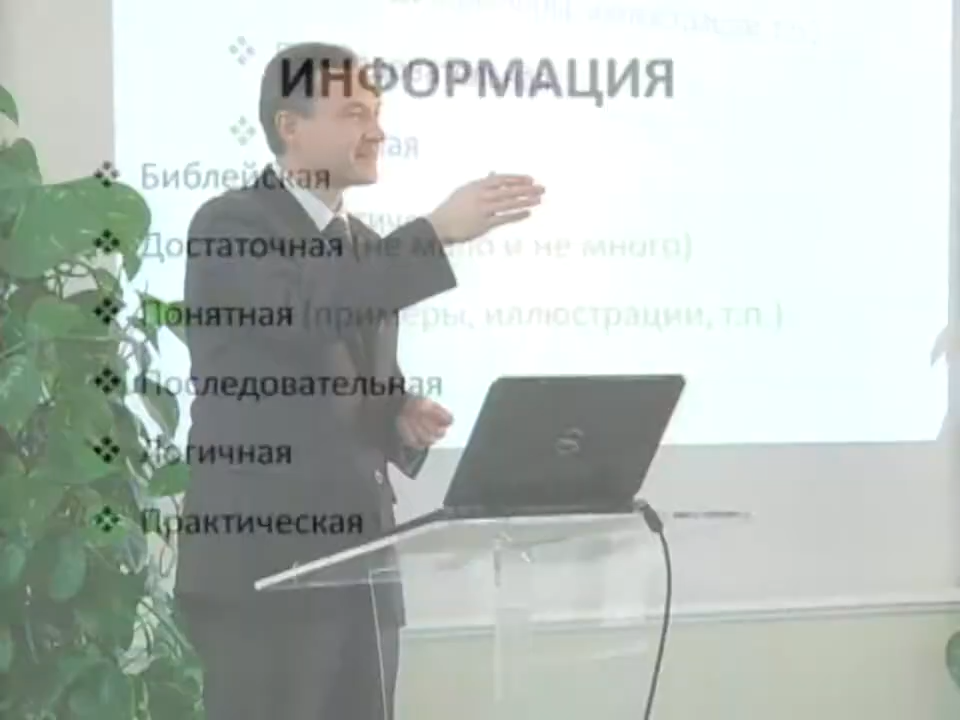 ИНФОРМАЦИЯ
Библейская
Достаточная (не мало и не много)
Понятная (примеры, иллюстрации, т.п.)
Последовательная
Логичная
Практическая